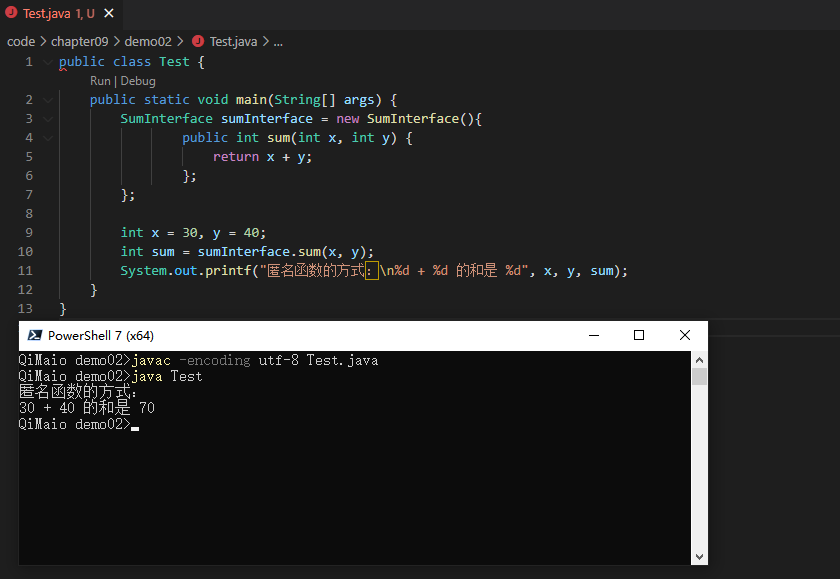 Test.java 1, U
code > chapter09 > demo02 > Test.java > ...
1 public class Test {
Run | Debug
2 public static void main(String[] args) {
3 SumInterface sumInterface = new SumInterface(){
4 public int sum(int x, int y) {
5 return x + y;
6 };
7 };
8
9 int x = 30, y = 40;
10 int sum = sumInterface.sum(x, y);
11 System.out.printf("匿名函数的方式：\n%d + %d 的和是 %d", x, y, sum);
12 }
13 }
PowerShell 7 (x64)
QiMaio demo02>javac -encoding utf-8 Test.java
QiMaio demo02>java Test
匿名函数的方式：
30 + 40 的和是 70
QiMaio demo02>